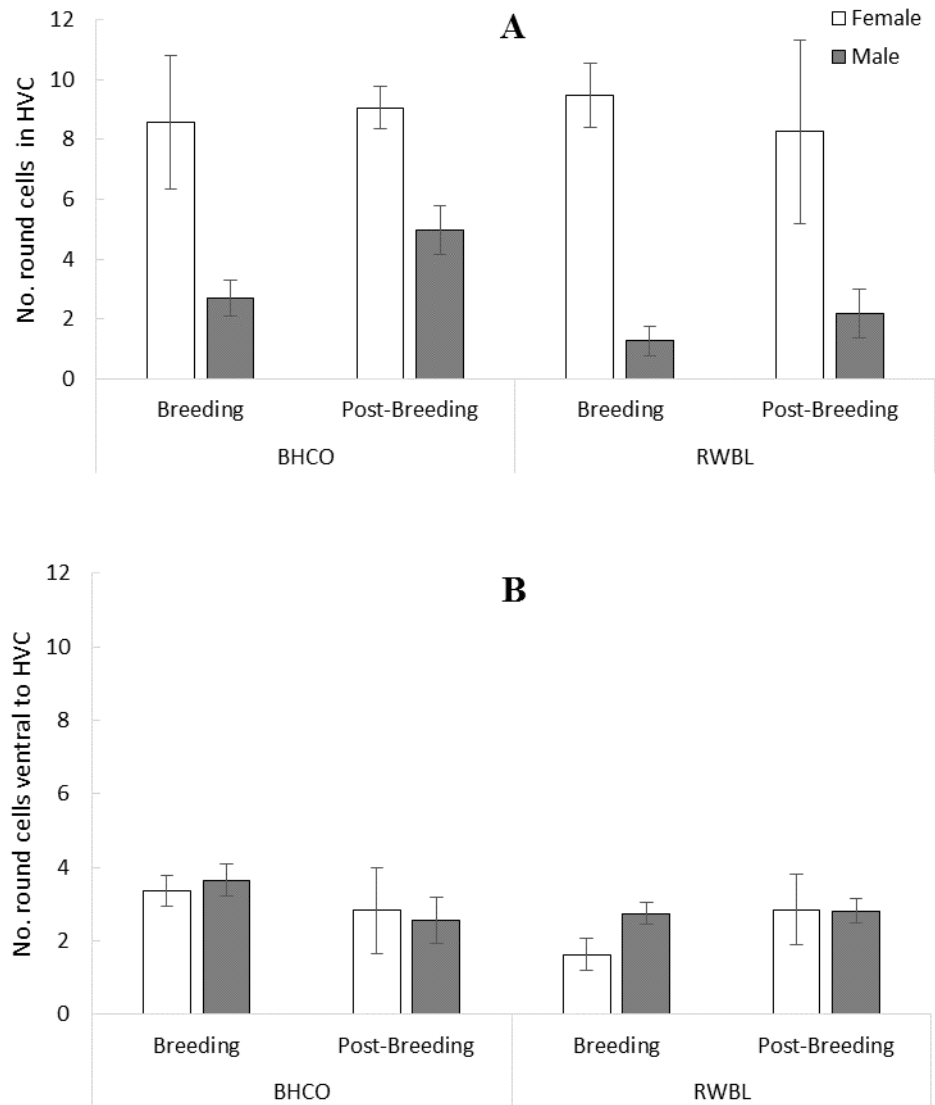 A
Female
Male
No. round cells in HVC
12
10
8
6
4
2
0
Breeding Post-Breeding Breeding Post-Breeding
BHCO RWBL
B
No. round cells ventral to HVC
12
10
8
6
4
2
0
Breeding Post-Breeding Breeding Post-Breeding
BHCO RWBL